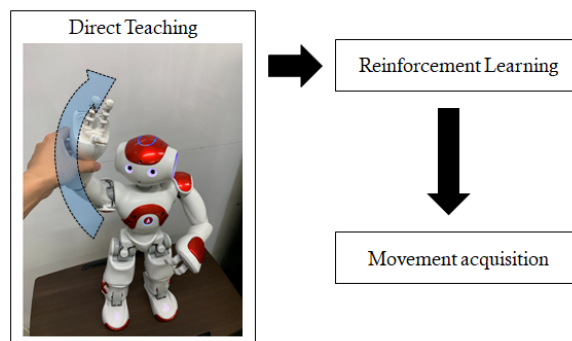 Direct Teaching
Reinforcement Learning
Movement acquisition